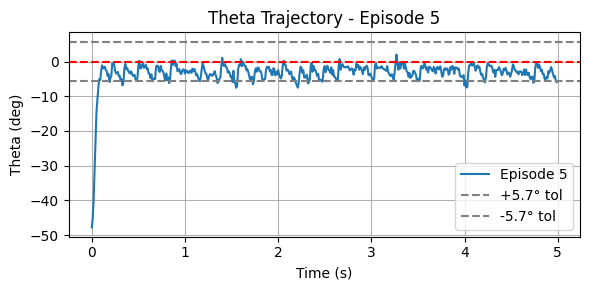 Theta Trajectory - Episode 5
Theta (deg)
0
−10
−20
−30
−40
−50
0
1
2
3
4
5
Time (s)
Episode 5
+5.7° tol
-5.7° tol